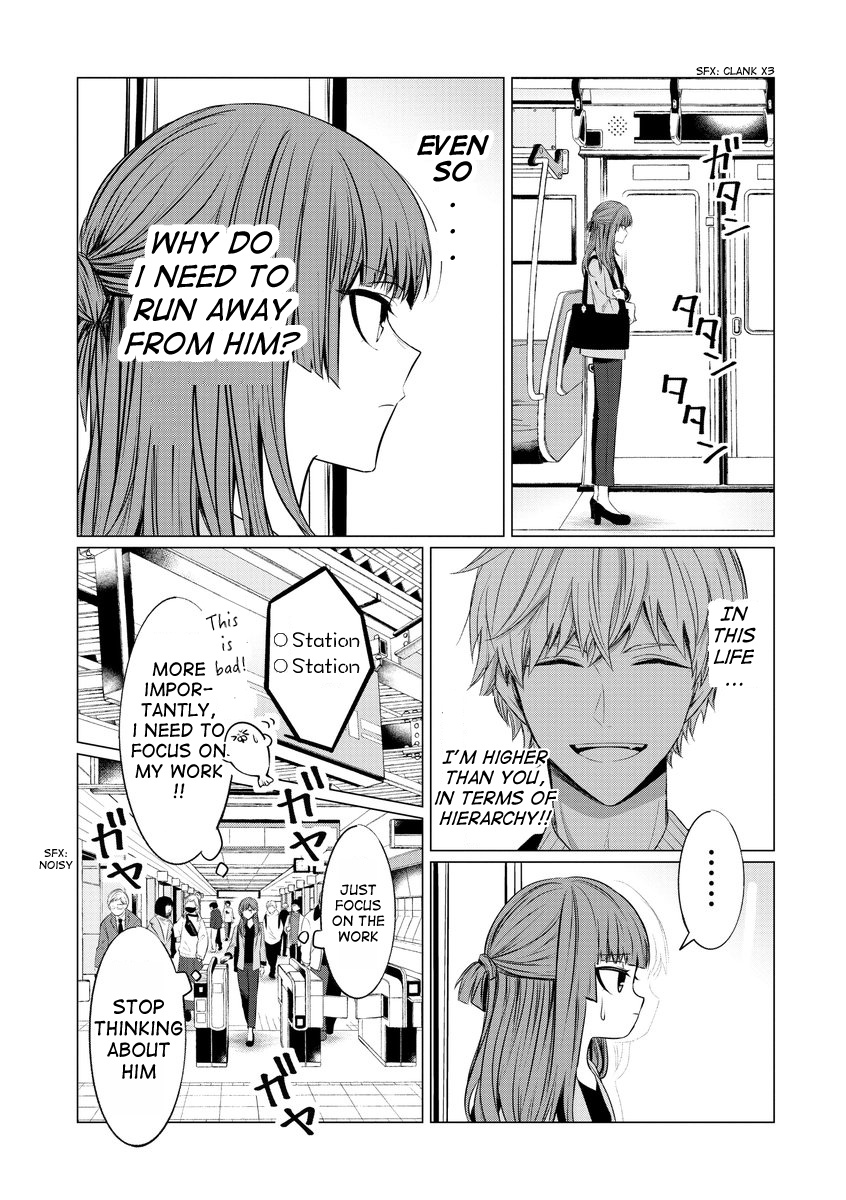 SFX: CLANK X3
ガタン
タタン
タタン
EVEN
SO
...
WHY DO
I NEED TO
RUN AWAY
FROM HIM?
IN
THIS
LIFE
...
I'M HIGHER
THAN YOU,
IN TERMS OF
HIERARCHY!!
......
○ Station
○ Station
This
is
bad!
MORE
IMPOR-
TANTLY,
I NEED TO
FOCUS ON
MY WORK
!!
ガヤ
ガヤ
SFX:
NOISY
JUST
FOCUS
ON THE
WORK
STOP
THINKING
ABOUT
HIM
ガヤ